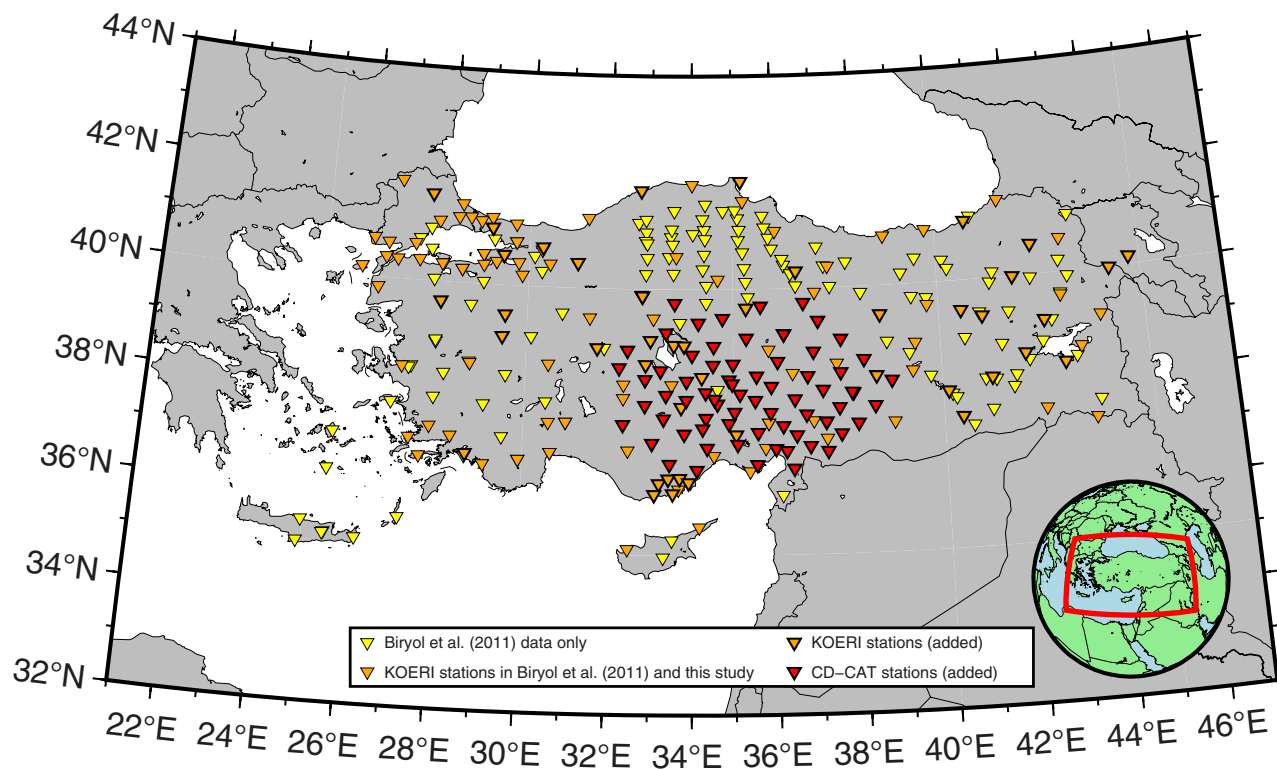 44°N
42°N
40°N
38°N
36°N
34°N
32°N
Biryol et al. (2011) data only
KOERI stations (added)
KOERI stations in Biryol et al. (2011) and this study
CD−CAT stations (added)
22°E 24°E 26°E 28°E 30°E 32°E 34°E 36°E 38°E 40°E 42°E 44°E 46°E